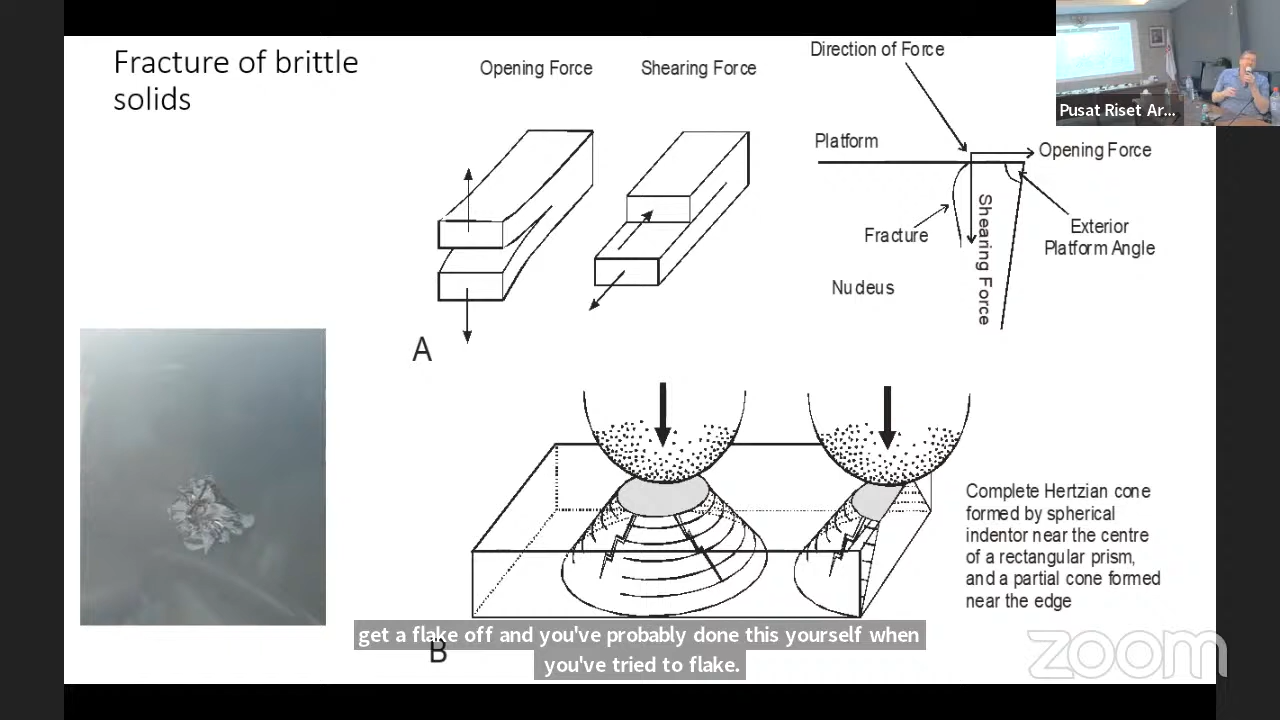 Fracture of brittle
solids
Opening Force
Shearing Force
Direction of Force
Platform
Opening Force
Shearing Force
Exterior
Platform Angle
Fracture
Nudeus
A
Complete Hertzian cone
formed by spherical
indentor near the centre
of a rectangular prism,
and a partial cone formed
near the edge
B
get a flake off and you've probably done this yourself when
you've tried to flake.
Pusat Riset Ar...
zoom